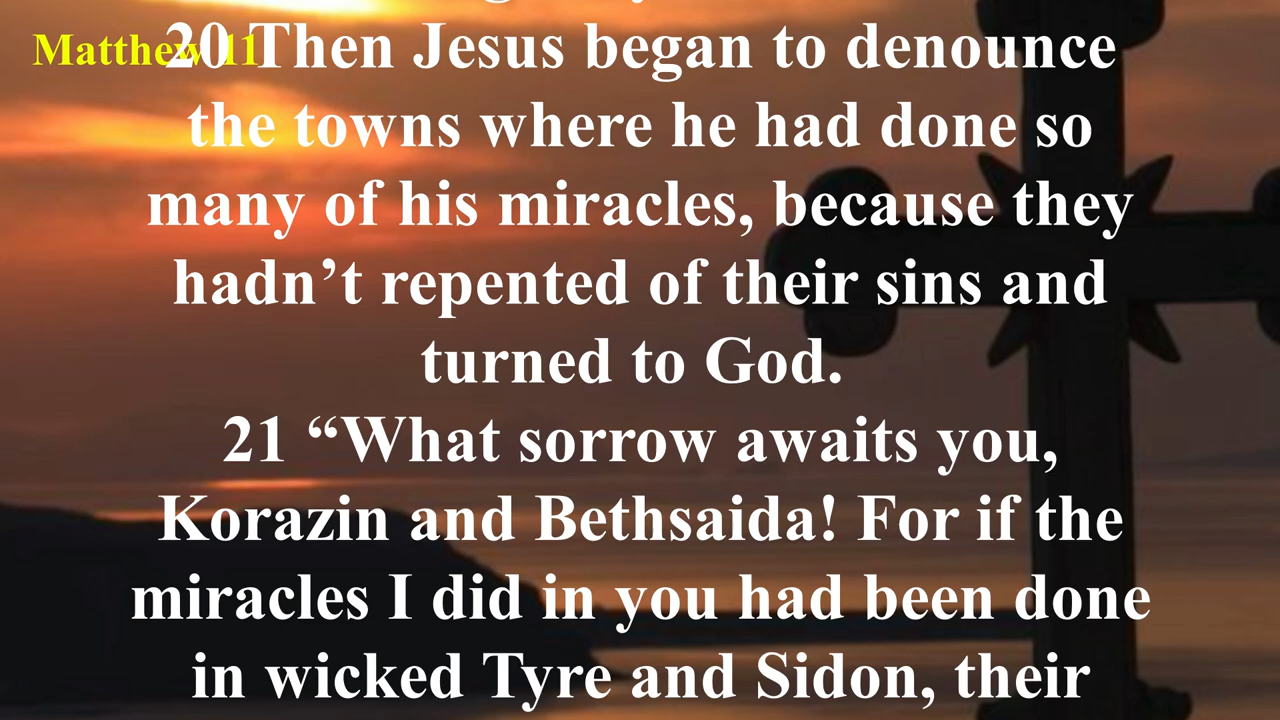 Matthew 11
20 Then Jesus began to denounce
the towns where he had done so
many of his miracles, because they
hadn’t repented of their sins and
turned to God.
21 “What sorrow awaits you,
Korazin and Bethsaida! For if the
miracles I did in you had been done
in wicked Tyre and Sidon, their